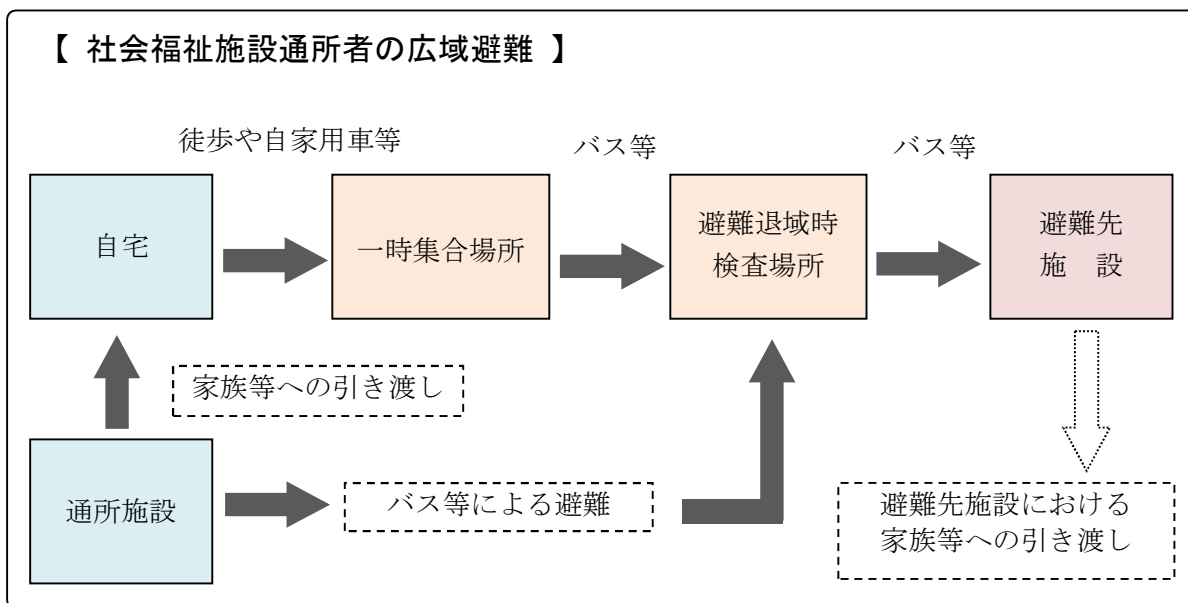 【 社会福祉施設通所者の広域避難 】
徒歩や自家用車等
バス等
バス等
自宅
一時集合場所
避難退域時
検査場所
避難先
施　設
家族等への引き渡し
通所施設
バス等による避難
避難先施設における
家族等への引き渡し